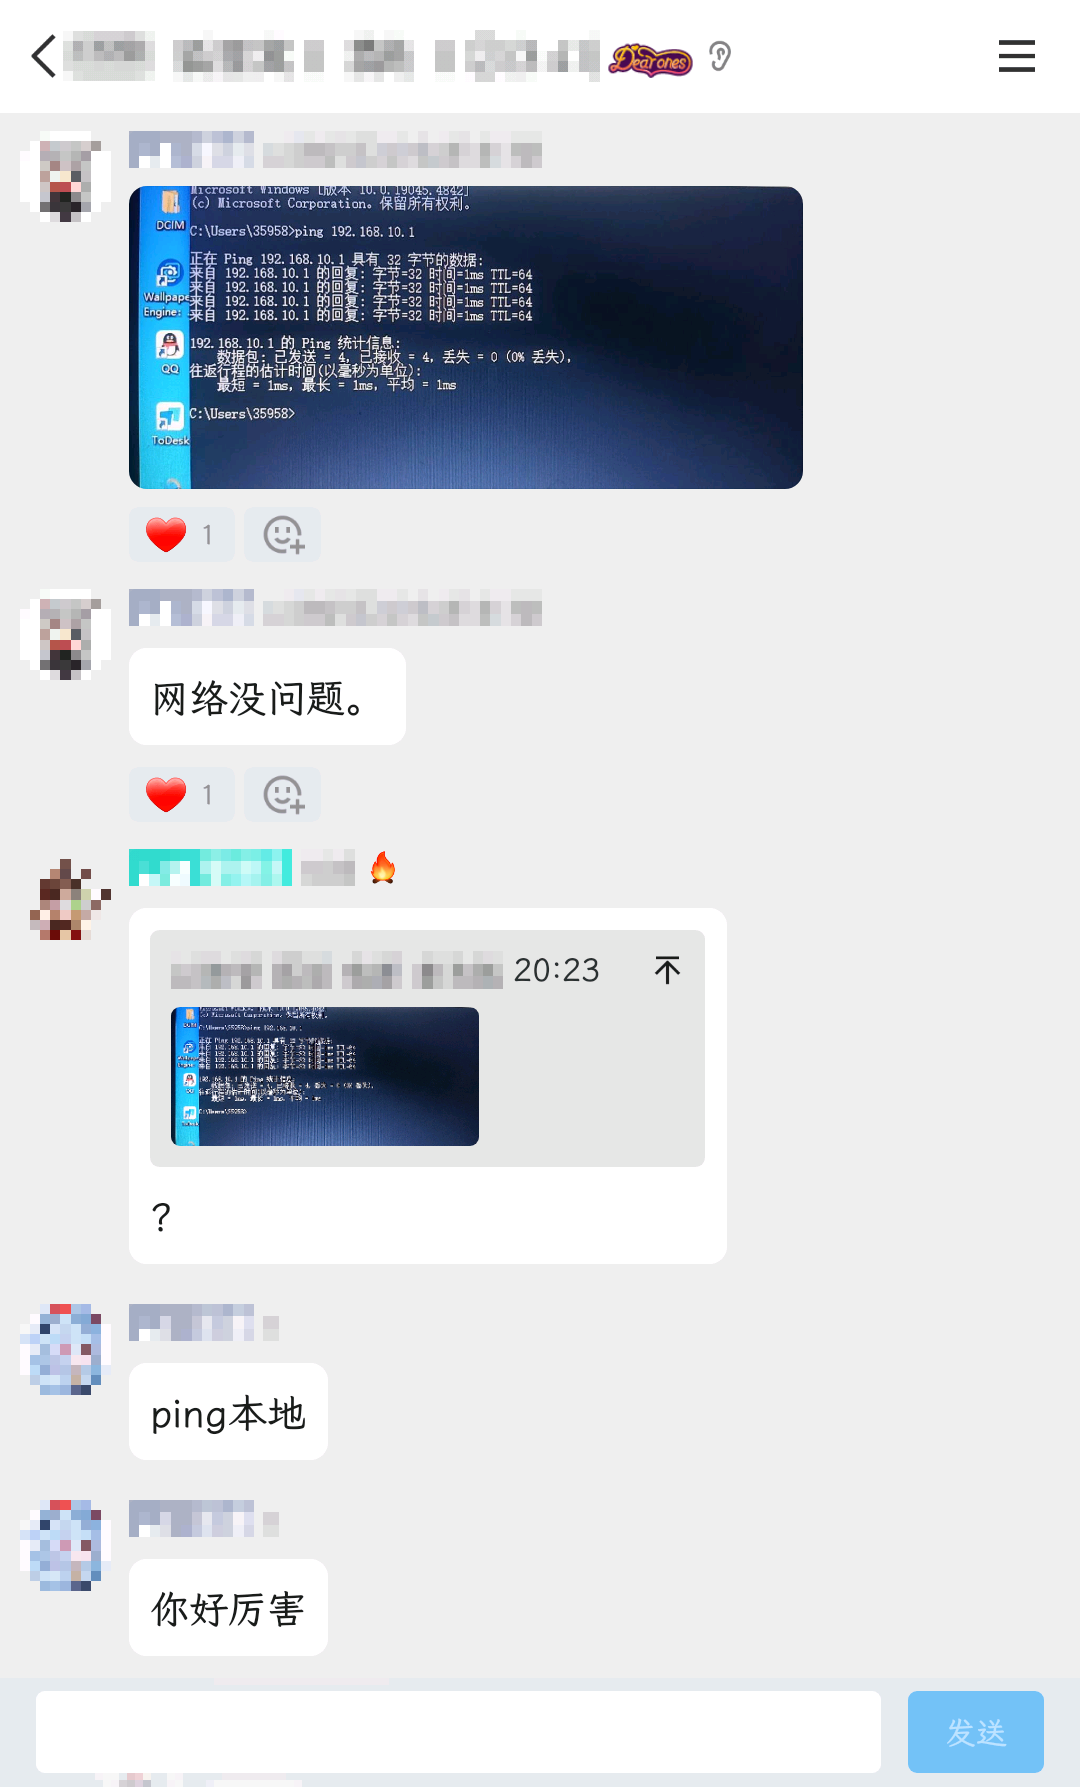 Dear ones
Microsoft Windows [版本 10.0.19045.4842]
(c) Microsoft Corporation。保留所有权利。
DCIM
C:\Users\35958>ping 192.168.10.1
正在 Ping 192.168.10.1 具有 32 字节的数据:
来自 192.168.10.1 的回复: 字节=32 时间=1ms TTL=64
来自 192.168.10.1 的回复: 字节=32 时间=1ms TTL=64
来自 192.168.10.1 的回复: 字节=32 时间=1ms TTL=64
来自 192.168.10.1 的回复: 字节=32 时间=1ms TTL=64
Wallpape
Engine:
192.168.10.1 的 Ping 统计信息:
数据包: 已发送 = 4, 已接收 = 4, 丢失 = 0 (0% 丢失),
往返行程的估计时间(以毫秒为单位):
最短 = 1ms, 最长 = 1ms, 平均 = 1ms
QQ
C:\Users\35958>
ToDesk
1
网络没问题。
1
20:23
?
ping本地
你好厉害
发送